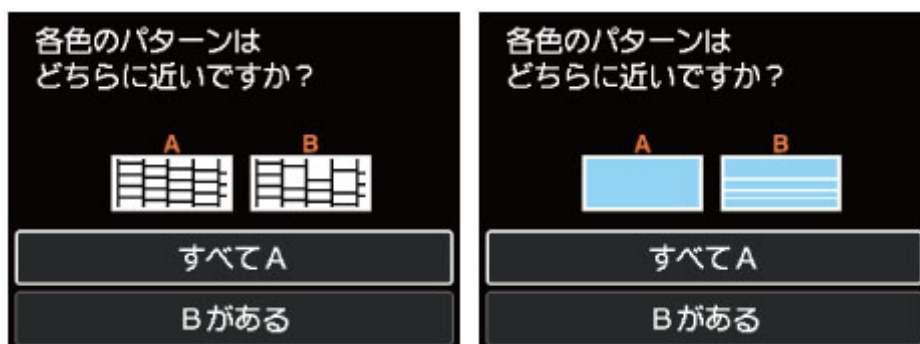 各色のパターンは
どちらに近いですか？
A B
すべてA
Bがある
各色のパターンは
どちらに近いですか？
A B
すべてA
Bがある